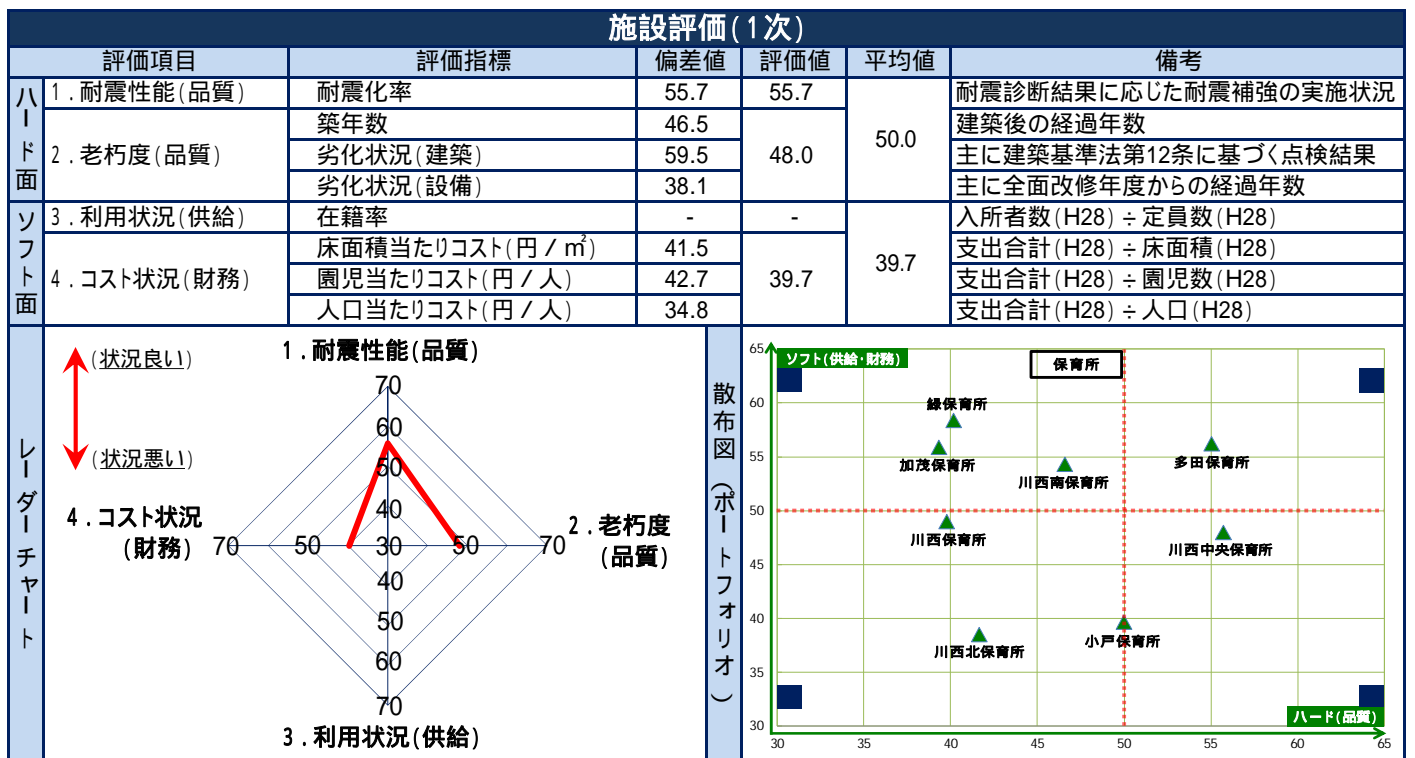 施設評価(1次)
評価項目 評価指標 偏差値 評価値 平均値 備考
ハード面
1．耐震性能(品質) 耐震化率 55.7 55.7 50.0 耐震診断結果に応じた耐震補強の実施状況
2．老朽度(品質) 築年数 46.5 48.0 建築後の経過年数
劣化状況(建築) 59.5 主に建築基準法第12条に基づく点検結果
劣化状況(設備) 38.1 主に全面改修年度からの経過年数
ソフト面
3．利用状況(供給) 在籍率 - - 39.7 入所者数(H28)÷定員数(H28)
4．コスト状況(財務) 床面積当たりコスト(円／㎡) 41.5 39.7 支出合計(H28)÷床面積(H28)
園児当たりコスト(円／人) 42.7 支出合計(H28)÷園児数(H28)
人口当たりコスト(円／人) 34.8 支出合計(H28)÷人口(H28)
レーダーチャート
(状況良い)
(状況悪い)
1．耐震性能(品質)
70
60
50
40
4．コスト状況
(財務)
70 50 30 50 70
2．老朽度
(品質)
40
50
60
70
3．利用状況(供給)
散布図(ポートフォリオ)
65
ソフト(供給・財務)
保育所
60
緑保育所
55
加茂保育所
川西南保育所
多田保育所
50
川西保育所
川西中央保育所
45
40
川西北保育所
小戸保育所
35
ハード(品質)
30
30 35 40 45 50 55 60 65